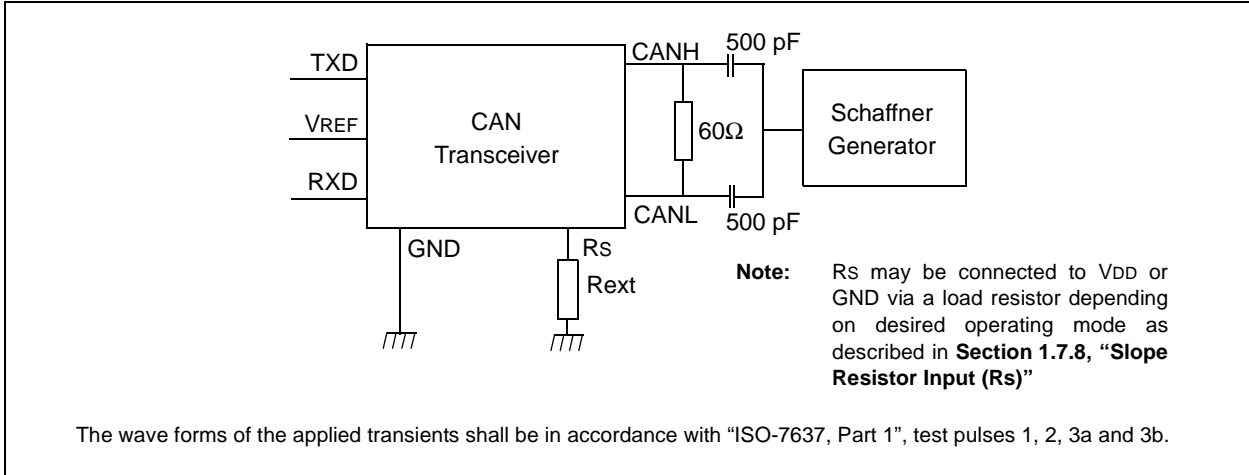 500 pF
CANH
TXD
VREF
CAN
Transceiver
60Ω
Schaffner
Generator
RXD
CANL
500 pF
GND
RS
Rext
Note: RS may be connected to VDD or
GND via a load resistor depending
on desired operating mode as
described in Section 1.7.8, “Slope
Resistor Input (Rs)”
The wave forms of the applied transients shall be in accordance with “ISO-7637, Part 1”, test pulses 1, 2, 3a and 3b.